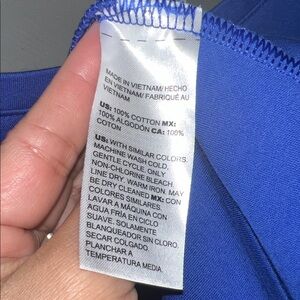 MADE IN VIETNAM/ HECHO
EN VIETNAM/ FABRIQUÉ AU
VIETNAM
US: 100% COTTON MX:
100% ALGODÓN CA: 100%
COTON
US: WITH SIMILAR COLORS.
MACHINE WASH COLD,
GENTLE CYCLE. ONLY
NON-CHLORINE BLEACH.
LINE DRY. WARM IRON. MAY
BE DRY CLEANED MX: CON
COLORES SIMILARES.
LAVAR A MÁQUINA CON
AGUA FRÍA EN CICLO
SUAVE. SOLAMENTE
BLANQUEADOR SIN CLORO.
SECAR COLGADO.
PLANCHAR A
TEMPERATURA MEDIA.